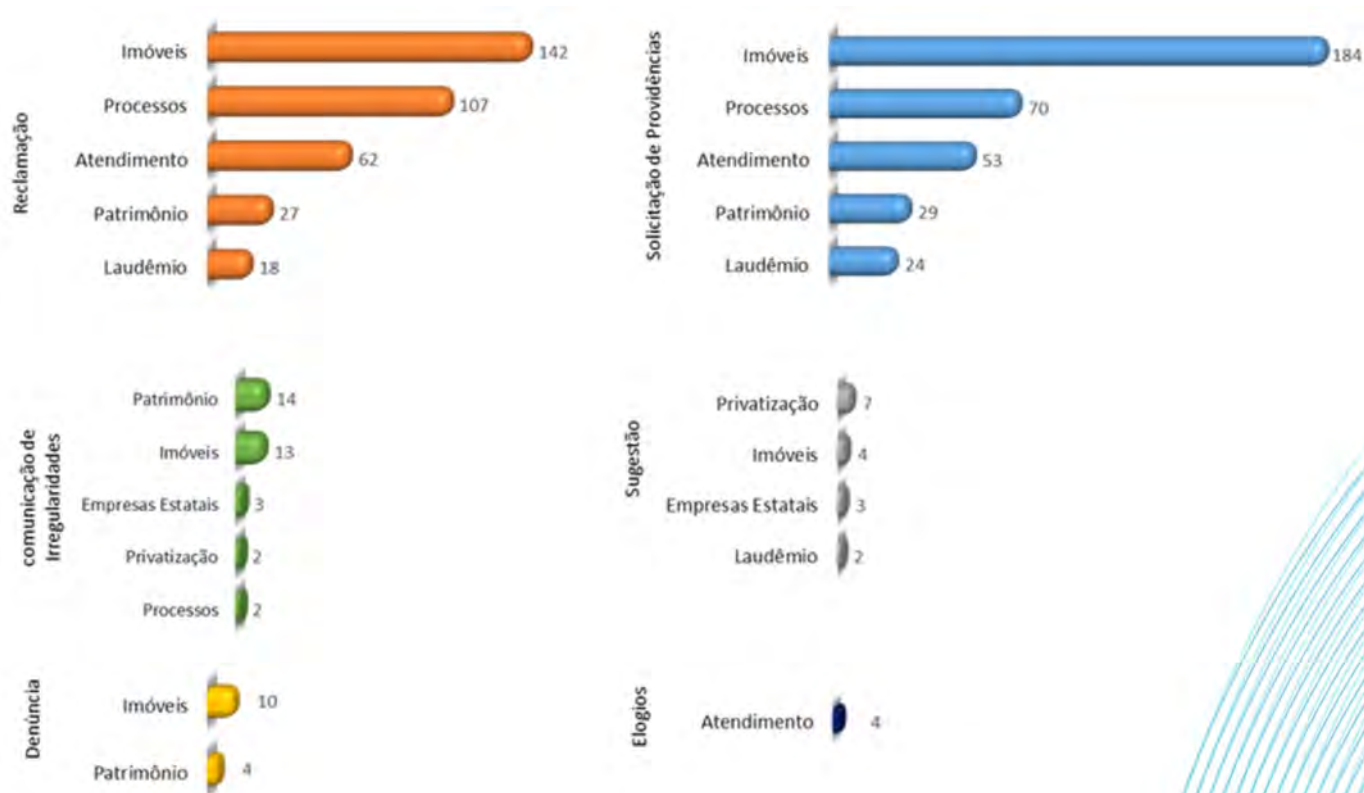 Reclamação
Imóveis 142
Processos 107
Atendimento 62
Patrimônio 27
Laudêmio 18
Solicitação de Providências
Imóveis 184
Processos 70
Atendimento 53
Patrimônio 29
Laudêmio 24
comunicação de
Irregularidades
Patrimônio 14
Imóveis 13
Empresas Estatais 3
Privatização 2
Processos 2
Sugestão
Privatização 7
Imóveis 4
Empresas Estatais 3
Laudêmio 2
Denúncia
Imóveis 10
Patrimônio 4
Elogios
Atendimento 4